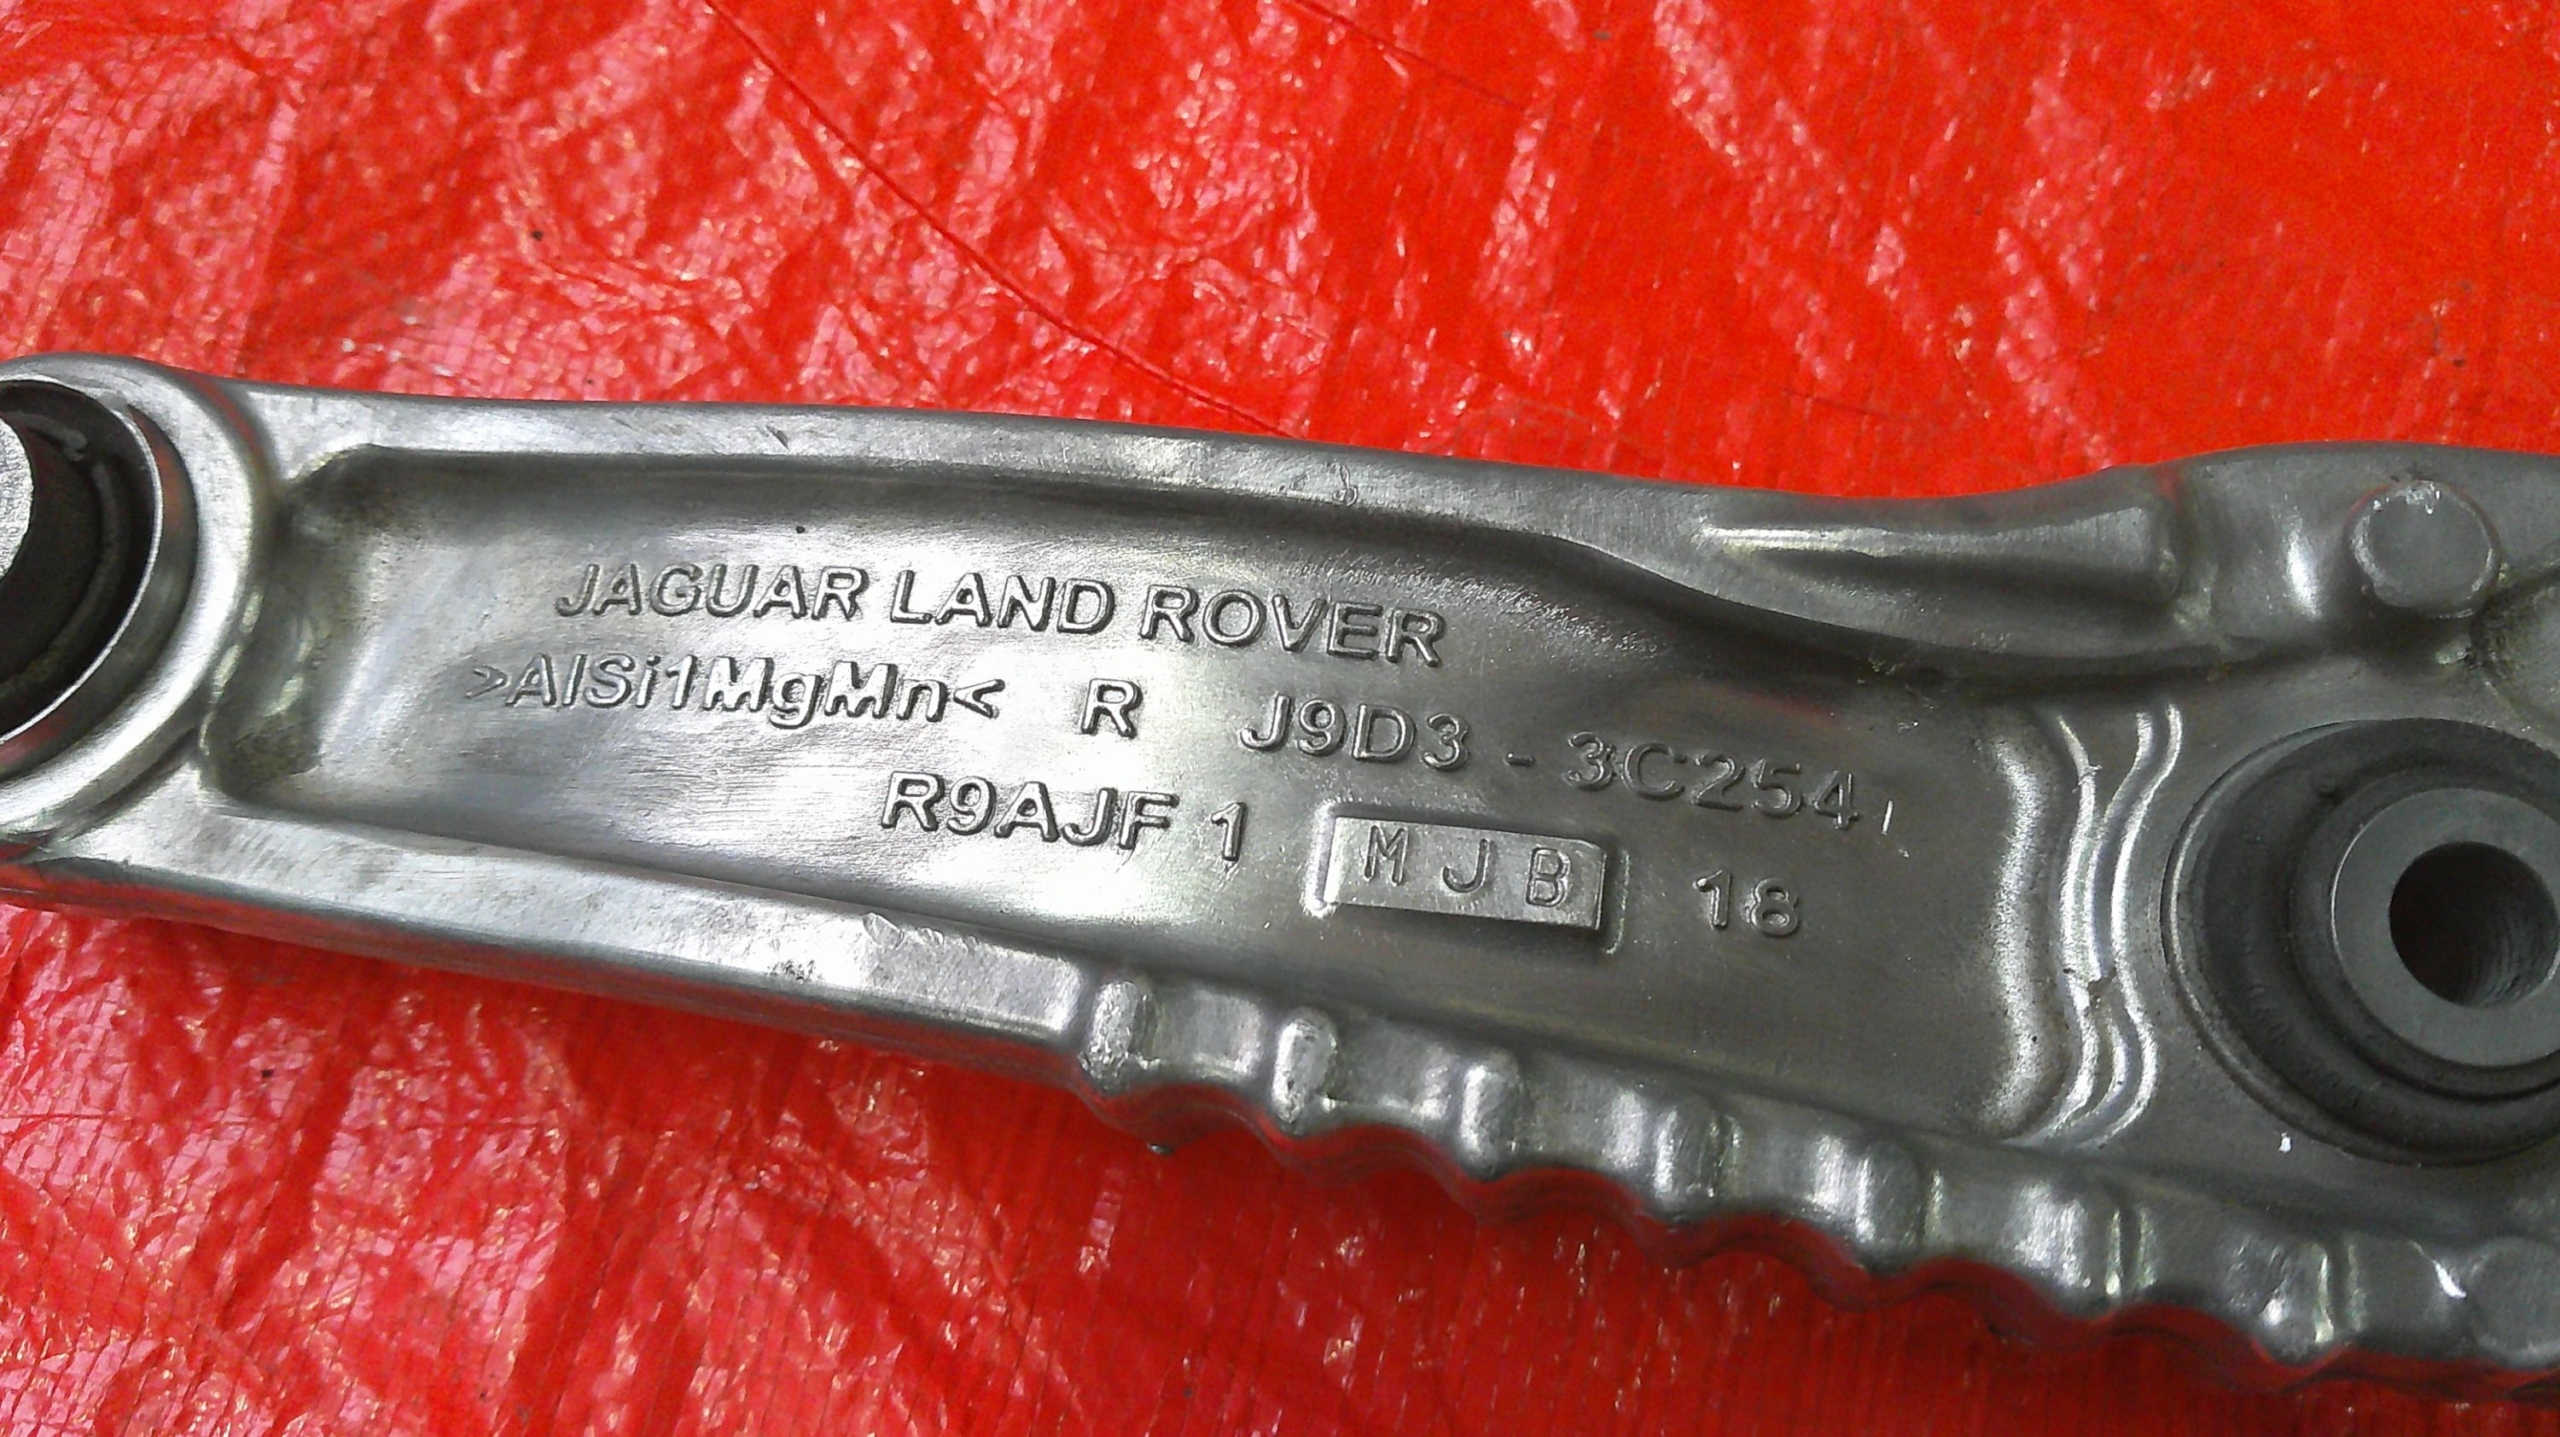 JAGUAR LAND ROVER
>AlSi1MgMn< R J9D3 - 3C254
R9AJF 1 MJB 18